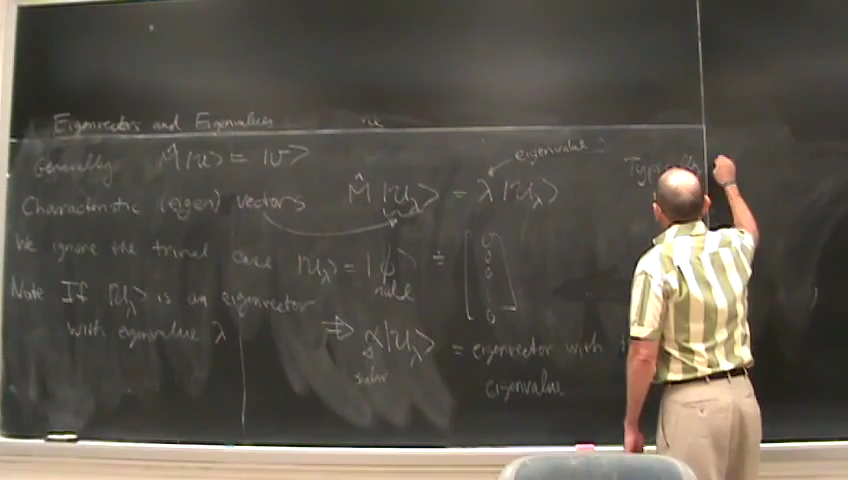 Eigenvectors and Eigenvalues
Generally M̂|u> = |v>
eigenvalue
Characteristic (eigen) vectors M̂|u_λ> = λ|u_λ>
We ignore the trivial case |u_λ> = |ϕ> ≐ [0 0 0 : 0]
null
Note If |u_λ> is an eigenvector
with eigenvalue λ
⇒ α|u_λ> = eigenvector with
scalar
eigenvalue